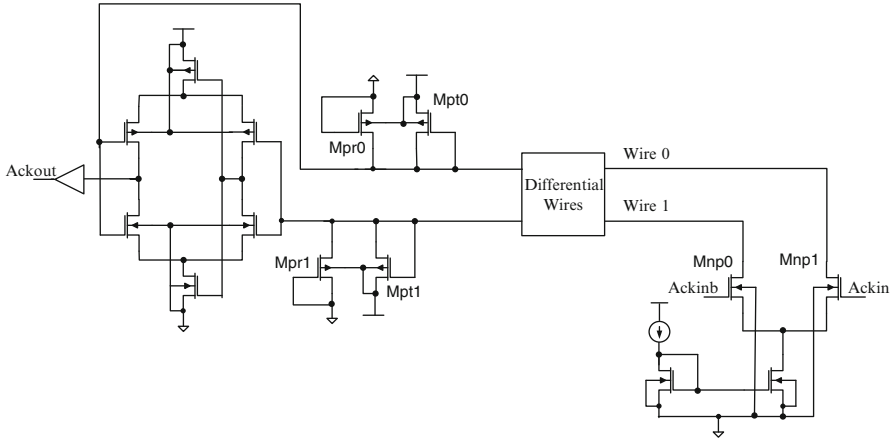 Mpt0
Mpr0
Ackout
Wire 0
Differential
Wires
Wire 1
Mpr1
Mpt1
Mnp0
Mnp1
Ackinb
Ackin